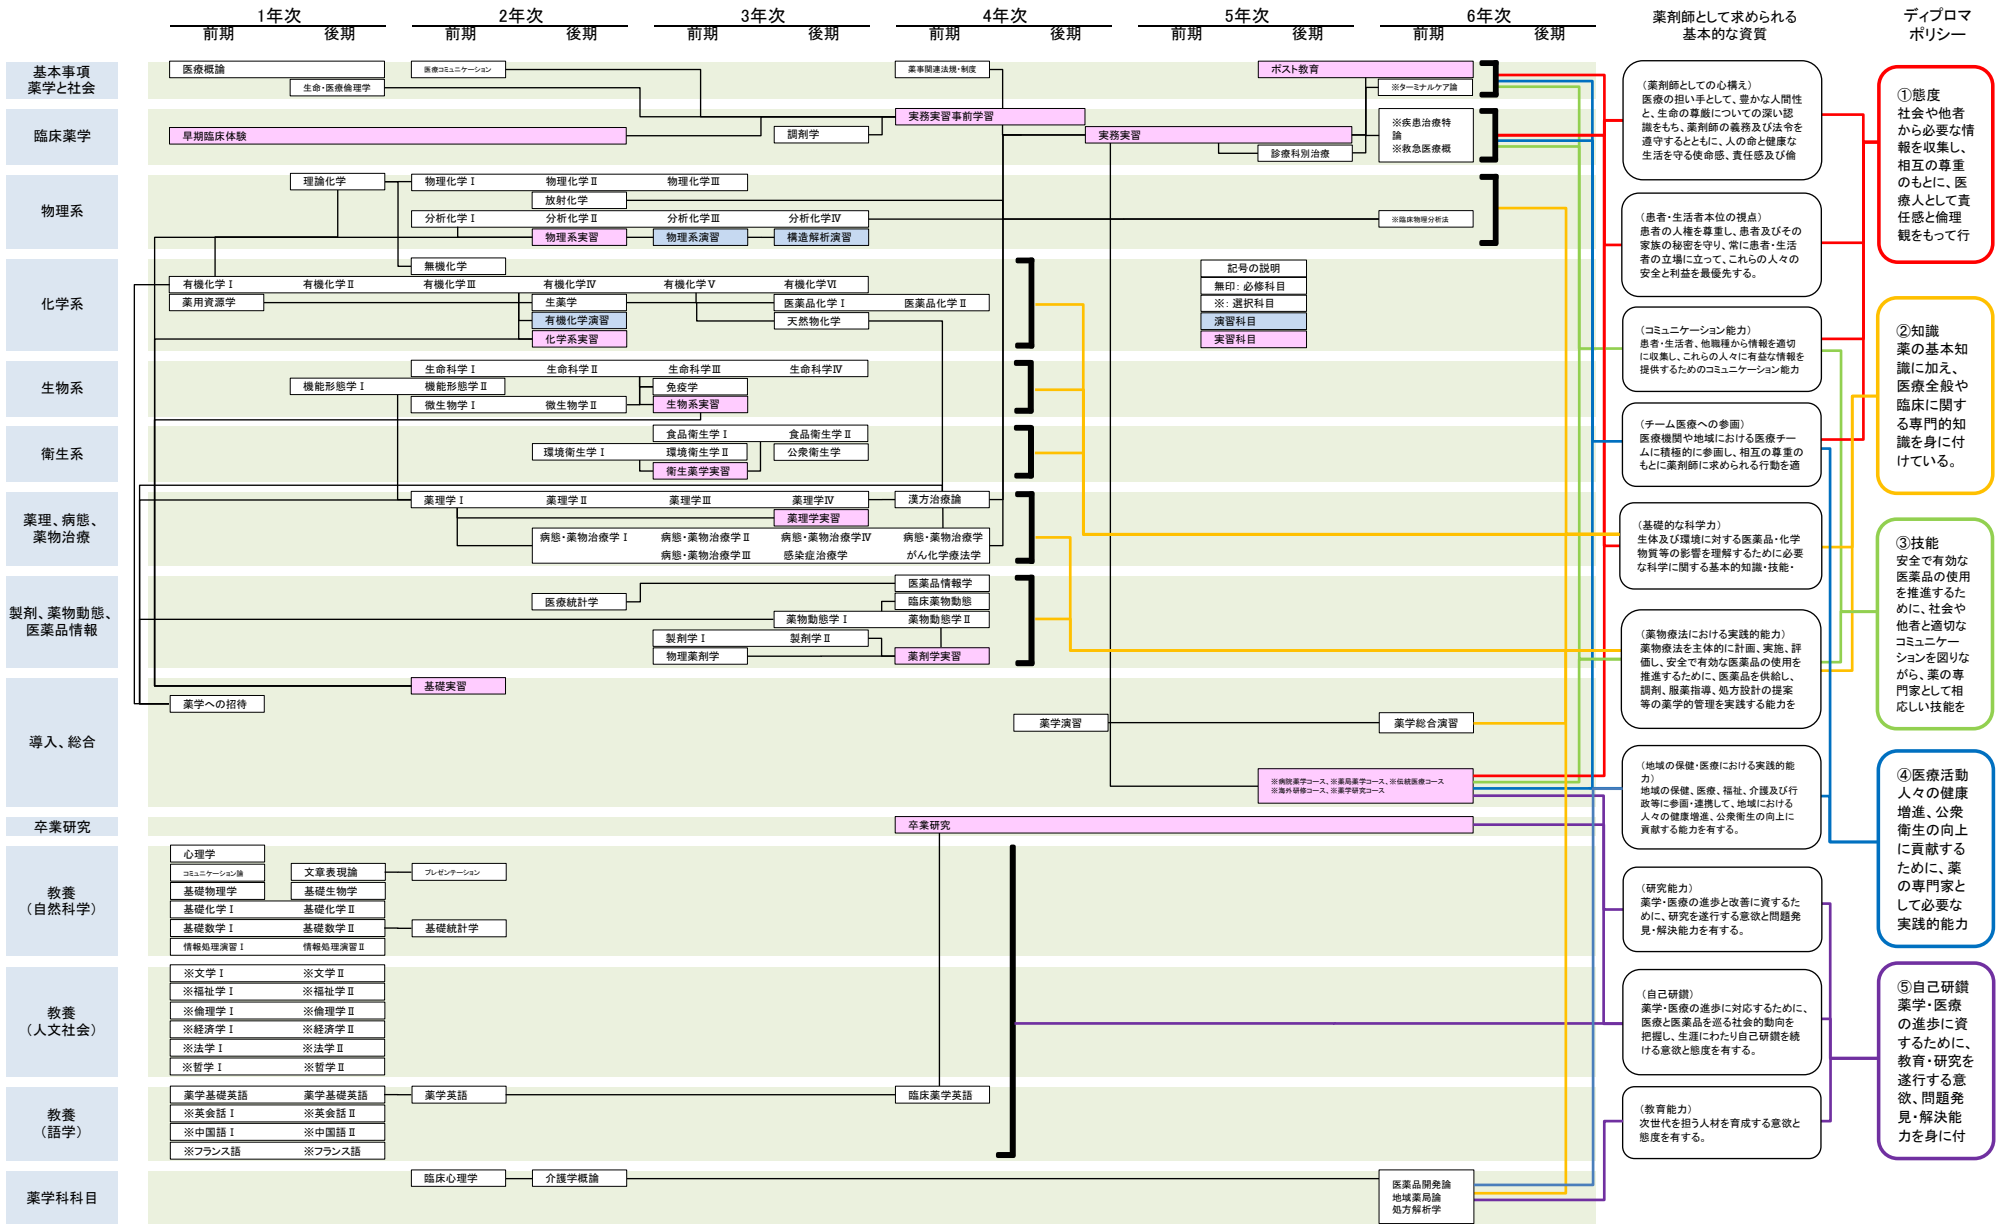 1年次
2年次
3年次
4年次
5年次
6年次
前期
後期
前期
後期
前期
後期
前期
後期
前期
後期
前期
後期
薬剤師として求められる
基本的な資質
ディプロマ
ポリシー
基本事項
薬学と社会
医療概論
医療コミュニケーション
薬事関連法規・制度
ポスト教育
生命・医療倫理学
※ターミナルケア論
臨床薬学
早期臨床体験
調剤学
実務実習事前学習
実務実習
診療科別治療
※疾患治療特
論
※救急医療概
物理系
理論化学
物理化学Ⅰ
物理化学Ⅱ
物理化学Ⅲ
放射化学
分析化学Ⅰ
分析化学Ⅱ
分析化学Ⅲ
分析化学Ⅳ
※臨床物理分析法
物理系実習
物理系演習
構造解析演習
化学系
無機化学
有機化学Ⅰ
有機化学Ⅱ
有機化学Ⅲ
有機化学Ⅳ
有機化学Ⅴ
有機化学Ⅵ
薬用資源学
生薬学
医薬品化学Ⅰ
医薬品化学Ⅱ
有機化学演習
天然物化学
化学系実習
記号の説明
無印：必修科目
※：選択科目
演習科目
実習科目
生物系
生命科学Ⅰ
生命科学Ⅱ
生命科学Ⅲ
生命科学Ⅳ
機能形態学Ⅰ
機能形態学Ⅱ
免疫学
微生物学Ⅰ
微生物学Ⅱ
生物系実習
衛生系
食品衛生学Ⅰ
食品衛生学Ⅱ
環境衛生学Ⅰ
環境衛生学Ⅱ
公衆衛生学
衛生薬学実習
薬理、病態、
薬物治療
薬理学Ⅰ
薬理学Ⅱ
薬理学Ⅲ
薬理学Ⅳ
漢方治療論
薬理学実習
病態・薬物治療学Ⅰ
病態・薬物治療学Ⅱ
病態・薬物治療学Ⅳ
病態・薬物治療学
病態・薬物治療学Ⅲ
感染症治療学
がん化学療法学
製剤、薬物動態、
医薬品情報
医薬品情報学
医療統計学
臨床薬物動態
薬物動態学Ⅰ
薬物動態学Ⅱ
製剤学Ⅰ
製剤学Ⅱ
物理薬剤学
薬剤学実習
導入、総合
基礎実習
薬学への招待
薬学演習
薬学総合演習
※病院薬学コース、※薬局薬学コース、※伝統医療コース
※海外研修コース、※薬学研究コース
卒業研究
卒業研究
教養
（自然科学）
心理学
コミュニケーション論
文章表現論
プレゼンテーション
基礎物理学
基礎生物学
基礎化学Ⅰ
基礎化学Ⅱ
基礎数学Ⅰ
基礎数学Ⅱ
基礎統計学
情報処理演習Ⅰ
情報処理演習Ⅱ
教養
（人文社会）
※文学Ⅰ
※文学Ⅱ
※福祉学Ⅰ
※福祉学Ⅱ
※倫理学Ⅰ
※倫理学Ⅱ
※経済学Ⅰ
※経済学Ⅱ
※法学Ⅰ
※法学Ⅱ
※哲学Ⅰ
※哲学Ⅱ
教養
（語学）
薬学基礎英語
薬学基礎英語
薬学英語
臨床薬学英語
※英会話Ⅰ
※英会話Ⅱ
※中国語Ⅰ
※中国語Ⅱ
※フランス語
※フランス語
薬学科科目
臨床心理学
介護学概論
医薬品開発論
地域薬局論
処方解析学
（薬剤師としての心構え）
医療の担い手として、豊かな人間性
と、生命の尊厳についての深い認
識をもち、薬剤師の義務及び法令を
遵守するとともに、人の命と健康な
生活を守る使命感、責任感及び倫
（患者・生活者本位の視点）
患者の人権を尊重し、患者及びその
家族の秘密を守り、常に患者・生活
者の立場に立って、これらの人々の
安全と利益を最優先する。
（コミュニケーション能力）
患者・生活者、他職種から情報を適切
に収集し、これらの人々に有益な情報を
提供するためのコミュニケーション能力
（チーム医療への参画）
医療機関や地域における医療チー
ムに積極的に参画し、相互の尊重の
もとに薬剤師に求められる行動を適
（基礎的な科学力）
生体及び環境に対する医薬品・化学
物質等の影響を理解するために必要
な科学に関する基本的知識・技能・
（薬物療法における実践的能力）
薬物療法を主体的に計画、実施、評
価し、安全で有効な医薬品の使用を
推進するために、医薬品を供給し、
調剤、服薬指導、処方設計の提案
等の薬学的管理を実践する能力を
（地域の保健・医療における実践的能
力）
地域の保健、医療、福祉、介護及び行
政等に参画・連携して、地域における
人々の健康増進、公衆衛生の向上に
貢献する能力を有する。
（研究能力）
薬学・医療の進歩と改善に資するた
めに、研究を遂行する意欲と問題発
見・解決能力を有する。
（自己研鑽）
薬学・医療の進歩に対応するために、
医療と医薬品を巡る社会的動向を
把握し、生涯にわたり自己研鑽を続
ける意欲と態度を有する。
（教育能力）
次世代を担う人材を育成する意欲と
態度を有する。
①態度
社会や他者
から必要な情
報を収集し、
相互の尊重
のもとに、医
療人として責
任感と倫理
観をもって行
②知識
薬の基本知
識に加え、
医療全般や
臨床に関す
る専門的知
識を身に付
けている。
③技能
安全で有効な
医薬品の使用
を推進するた
めに、社会や
他者と適切な
コミュニケー
ションを図りな
がら、薬の専
門家として相
応しい技能を
④医療活動
人々の健康
増進、公衆
衛生の向上
に貢献する
ために、薬
の専門家と
して必要な
実践的能力
⑤自己研鑽
薬学・医療
の進歩に資
するために、
教育・研究を
遂行する意
欲、問題発
見・解決能
力を身に付